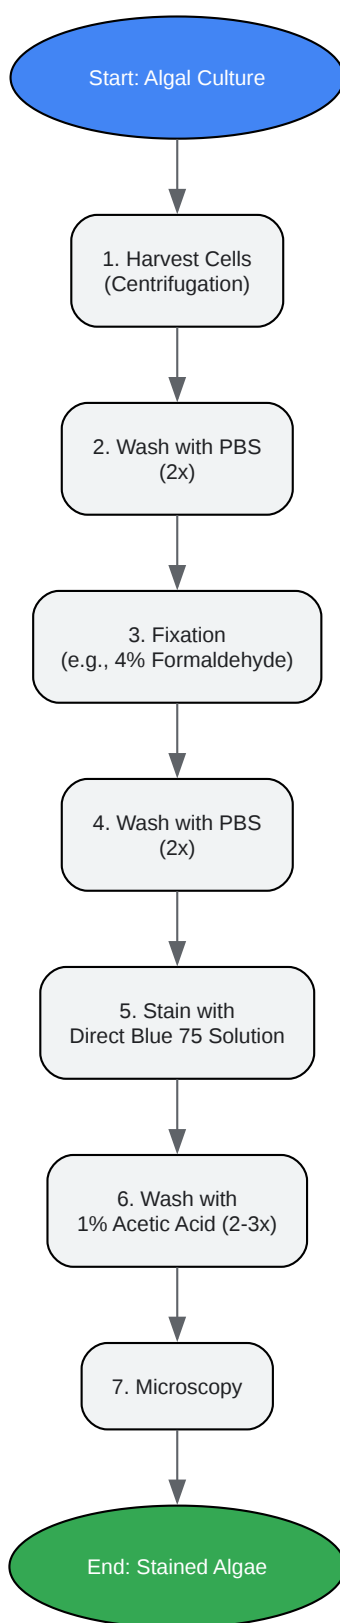 Start: Algal Culture
1. Harvest Cells
(Centrifugation)
2. Wash with PBS
(2x)
3. Fixation
(e.g., 4% Formaldehyde)
4. Wash with PBS
(2x)
5. Stain with
Direct Blue 75 Solution
6. Wash with
1% Acetic Acid (2-3x)
7. Microscopy
End: Stained Algae